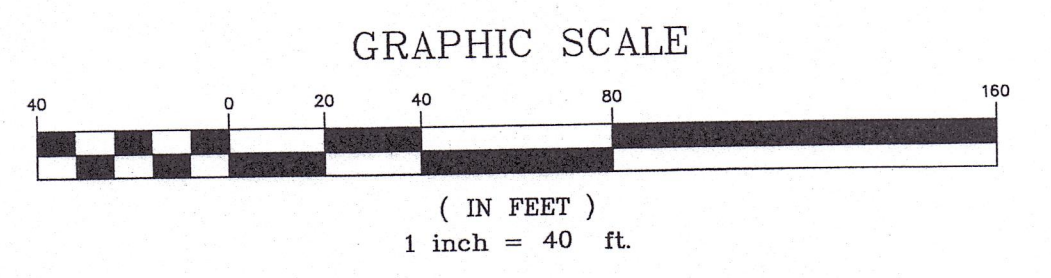 GRAPHIC SCALE
40 0 20 40 80 160
( IN FEET )
1 inch = 40 ft.